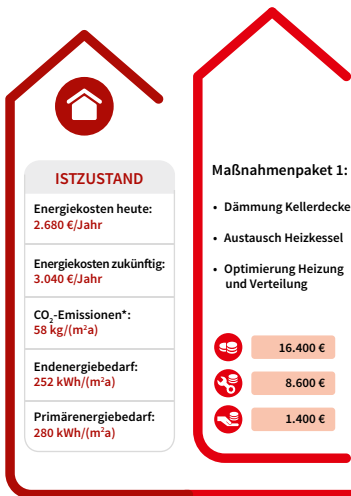 ISTZUSTAND
Energiekosten heute:
2.680 €/Jahr
Energiekosten zukünftig:
3.040 €/Jahr
CO₂-Emissionen*:
58 kg/(m²a)
Endenergiebedarf:
252 kWh/(m²a)
Primärenergiebedarf:
280 kWh/(m²a)
Maßnahmenpaket 1:
• Dämmung Kellerdecke
• Austausch Heizkessel
• Optimierung Heizung
und Verteilung
16.400 €
8.600 €
1.400 €